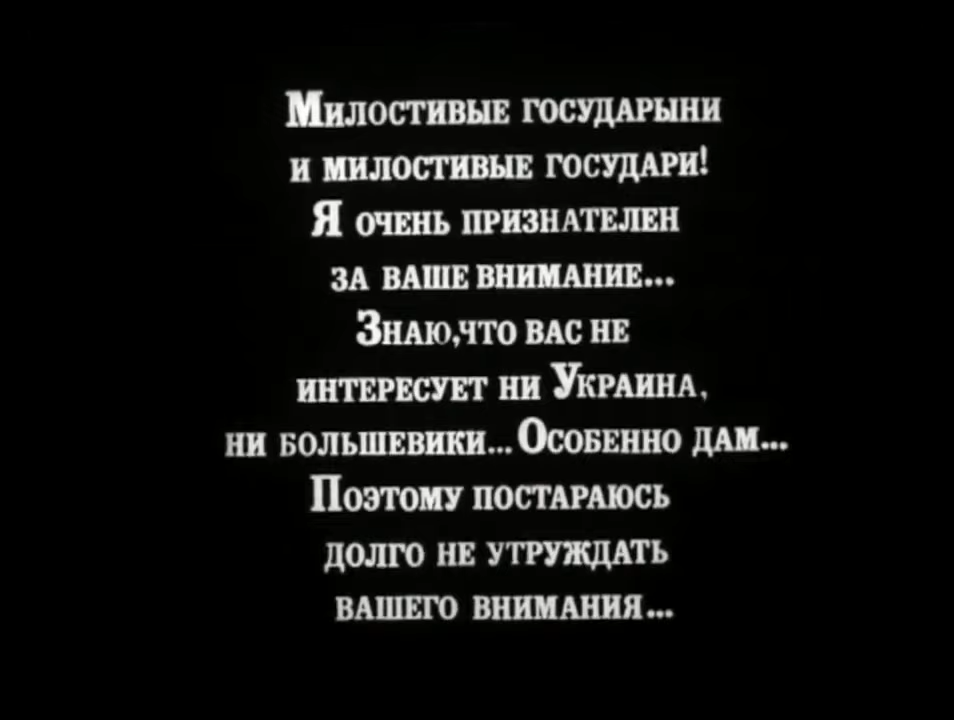 Милостивые государыни
и милостивые государи!
Я очень признателен
за ваше внимание...
Знаю,что вас не
интересует ни Украина,
ни большевики... Особенно дам...
Поэтому постараюсь
долго не утруждать
вашего внимания...